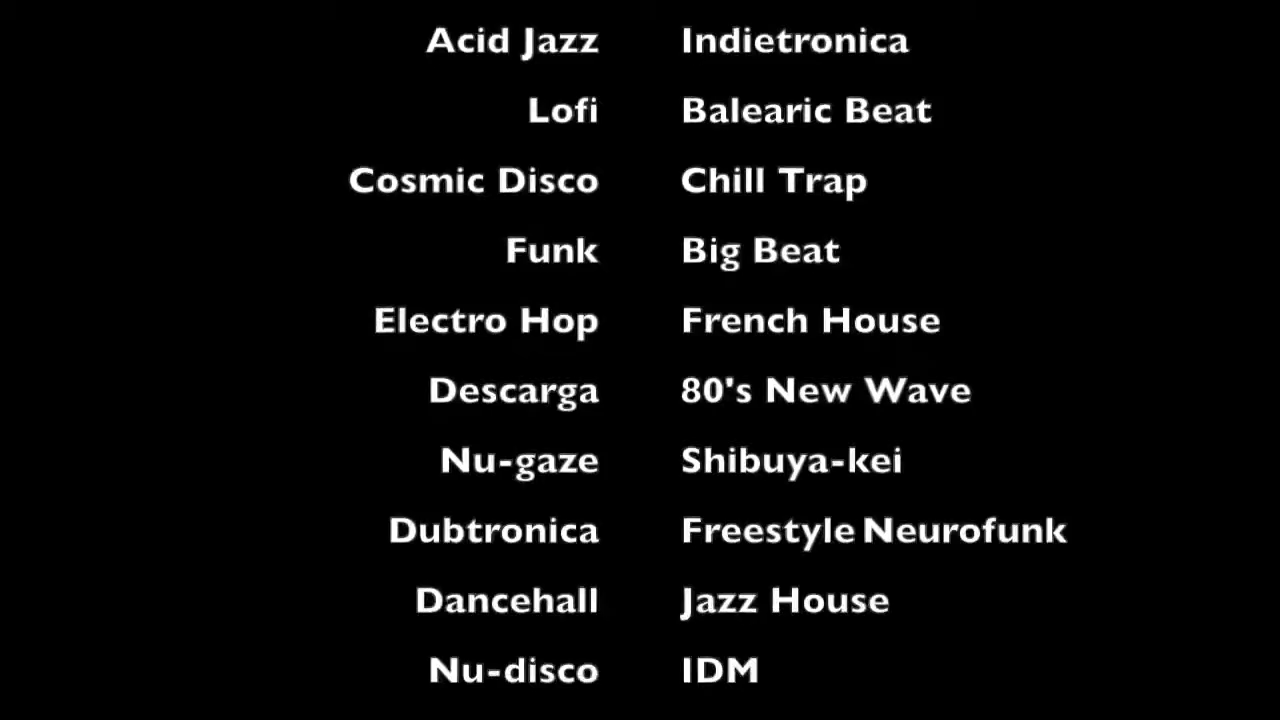 Acid Jazz Indietronica
Lofi Balearic Beat
Cosmic Disco Chill Trap
Funk Big Beat
Electro Hop French House
Descarga 80's New Wave
Nu-gaze Shibuya-kei
Dubtronica Freestyle Neurofunk
Dancehall Jazz House
Nu-disco IDM